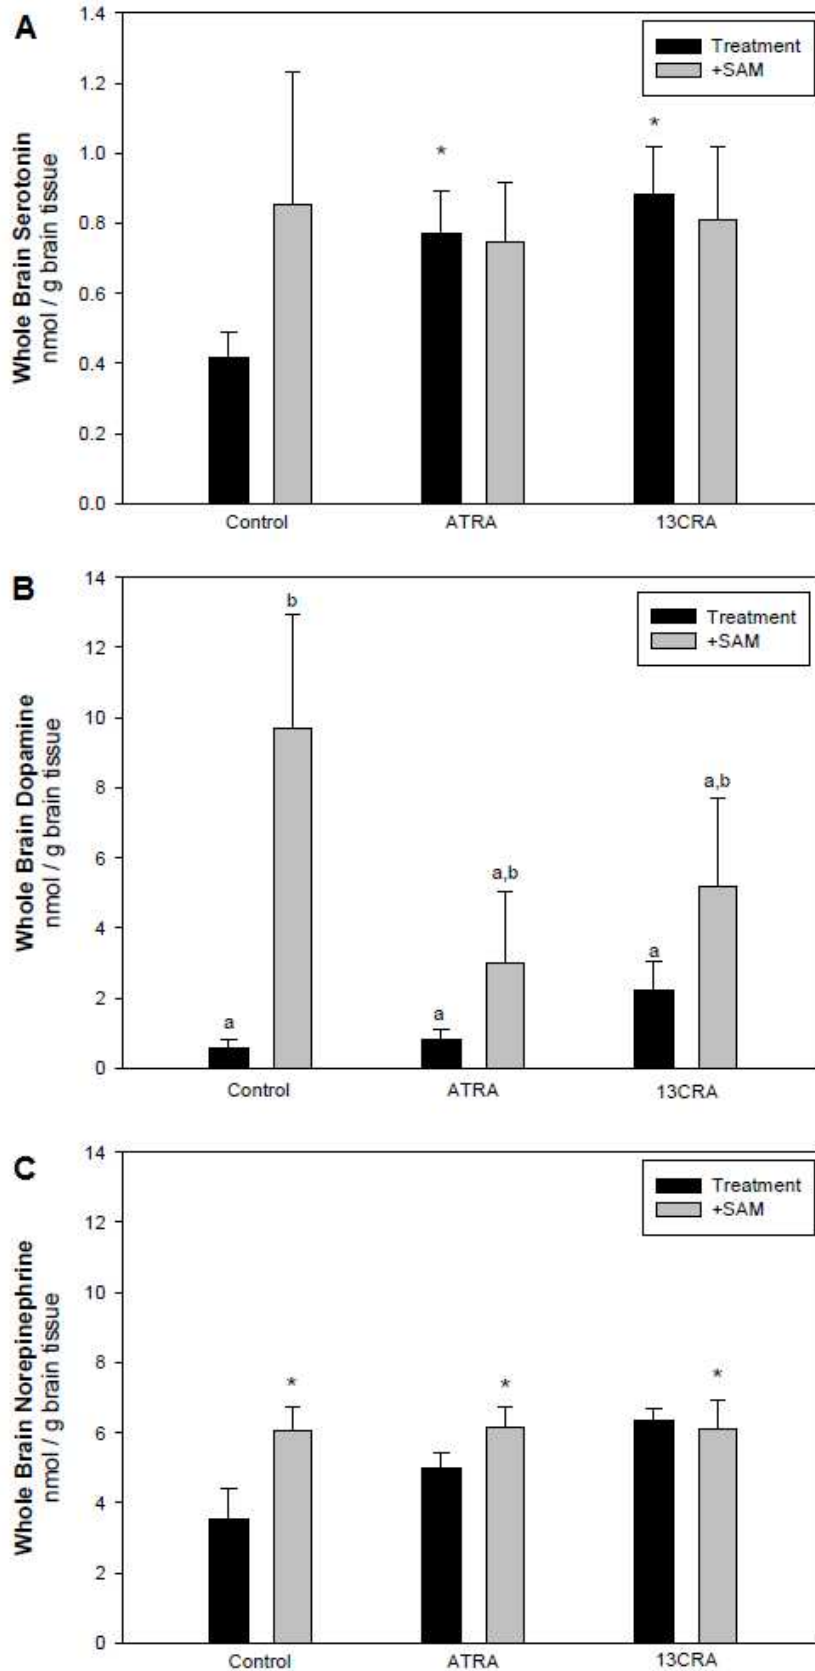 A
Whole Brain Serotonin
nmol / g brain tissue
1.4
1.2
1.0
0.8
0.6
0.4
0.2
0.0
Treatment
+SAM
*
*
Control
ATRA
13CRA
B
Whole Brain Dopamine
nmol / g brain tissue
14
12
10
8
6
4
2
0
Treatment
+SAM
a
b
a
a,b
a
a,b
Control
ATRA
13CRA
C
Whole Brain Norepinephrine
nmol / g brain tissue
14
12
10
8
6
4
2
0
Treatment
+SAM
*
*
*
Control
ATRA
13CRA